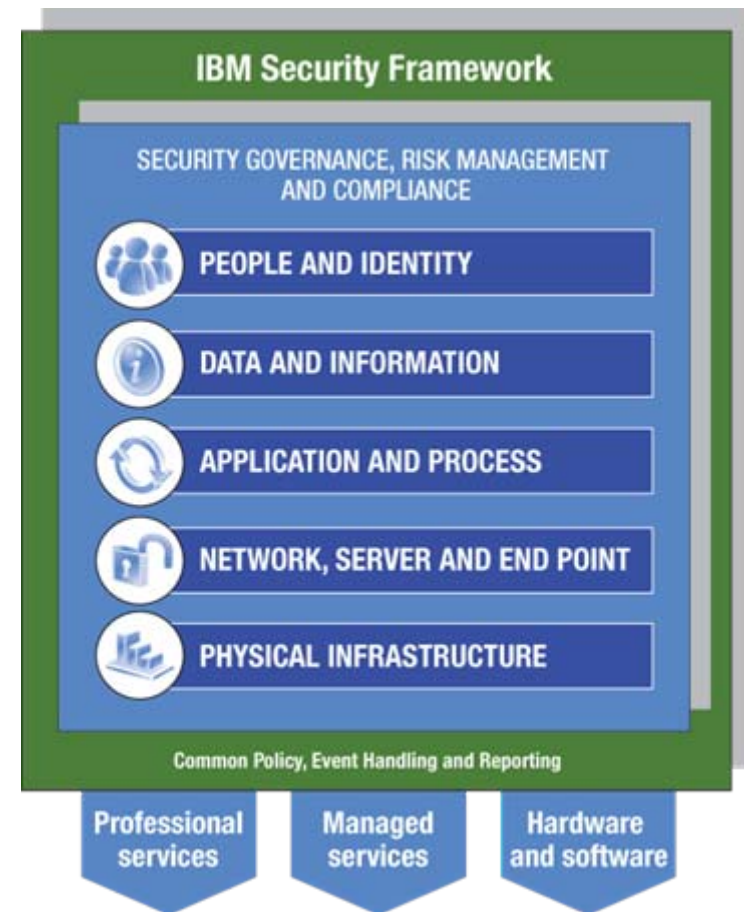 IBM Security Framework
SECURITY GOVERNANCE, RISK MANAGEMENT
AND COMPLIANCE
PEOPLE AND IDENTITY
DATA AND INFORMATION
APPLICATION AND PROCESS
NETWORK, SERVER AND END POINT
PHYSICAL INFRASTRUCTURE
Common Policy, Event Handling and Reporting
Professional
services
Managed
services
Hardware
and software